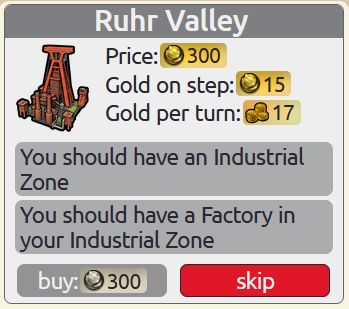 Ruhr Valley
Price: 300
Gold on step: 15
Gold per turn: 17
You should have an Industrial
Zone
You should have a Factory in
your Industrial Zone
buy: 300
skip